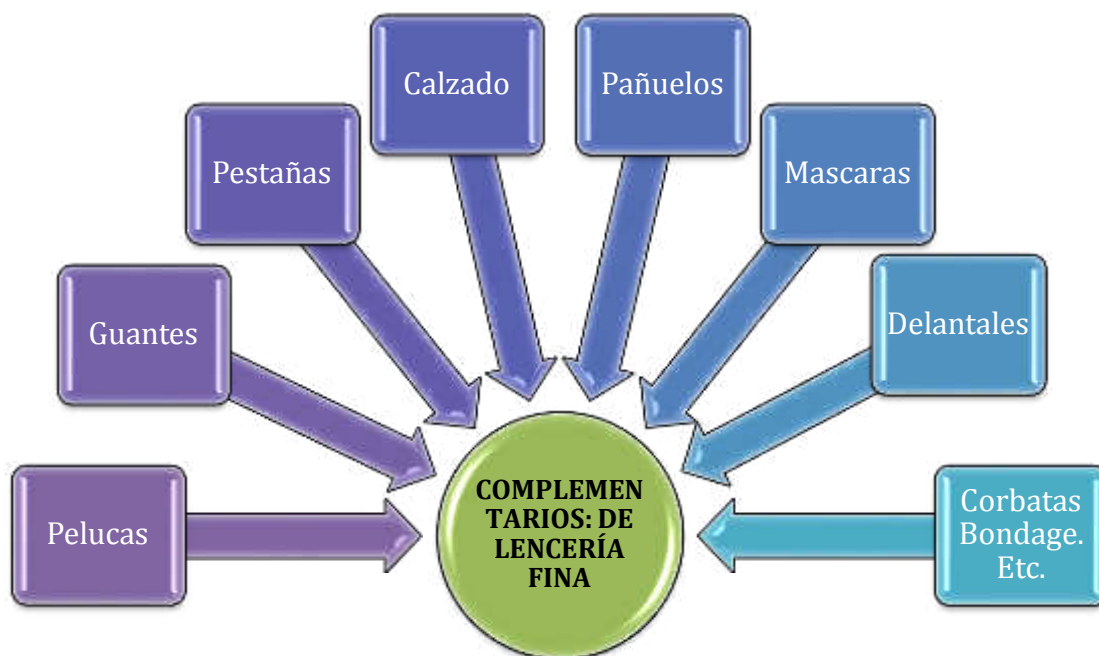 Pelucas
Guantes
Pestañas
Calzado
Pañuelos
Mascaras
Delantales
Corbatas
Bondage.
Etc.
COMPLEMEN
TARIOS: DE
LENCERÍA
FINA